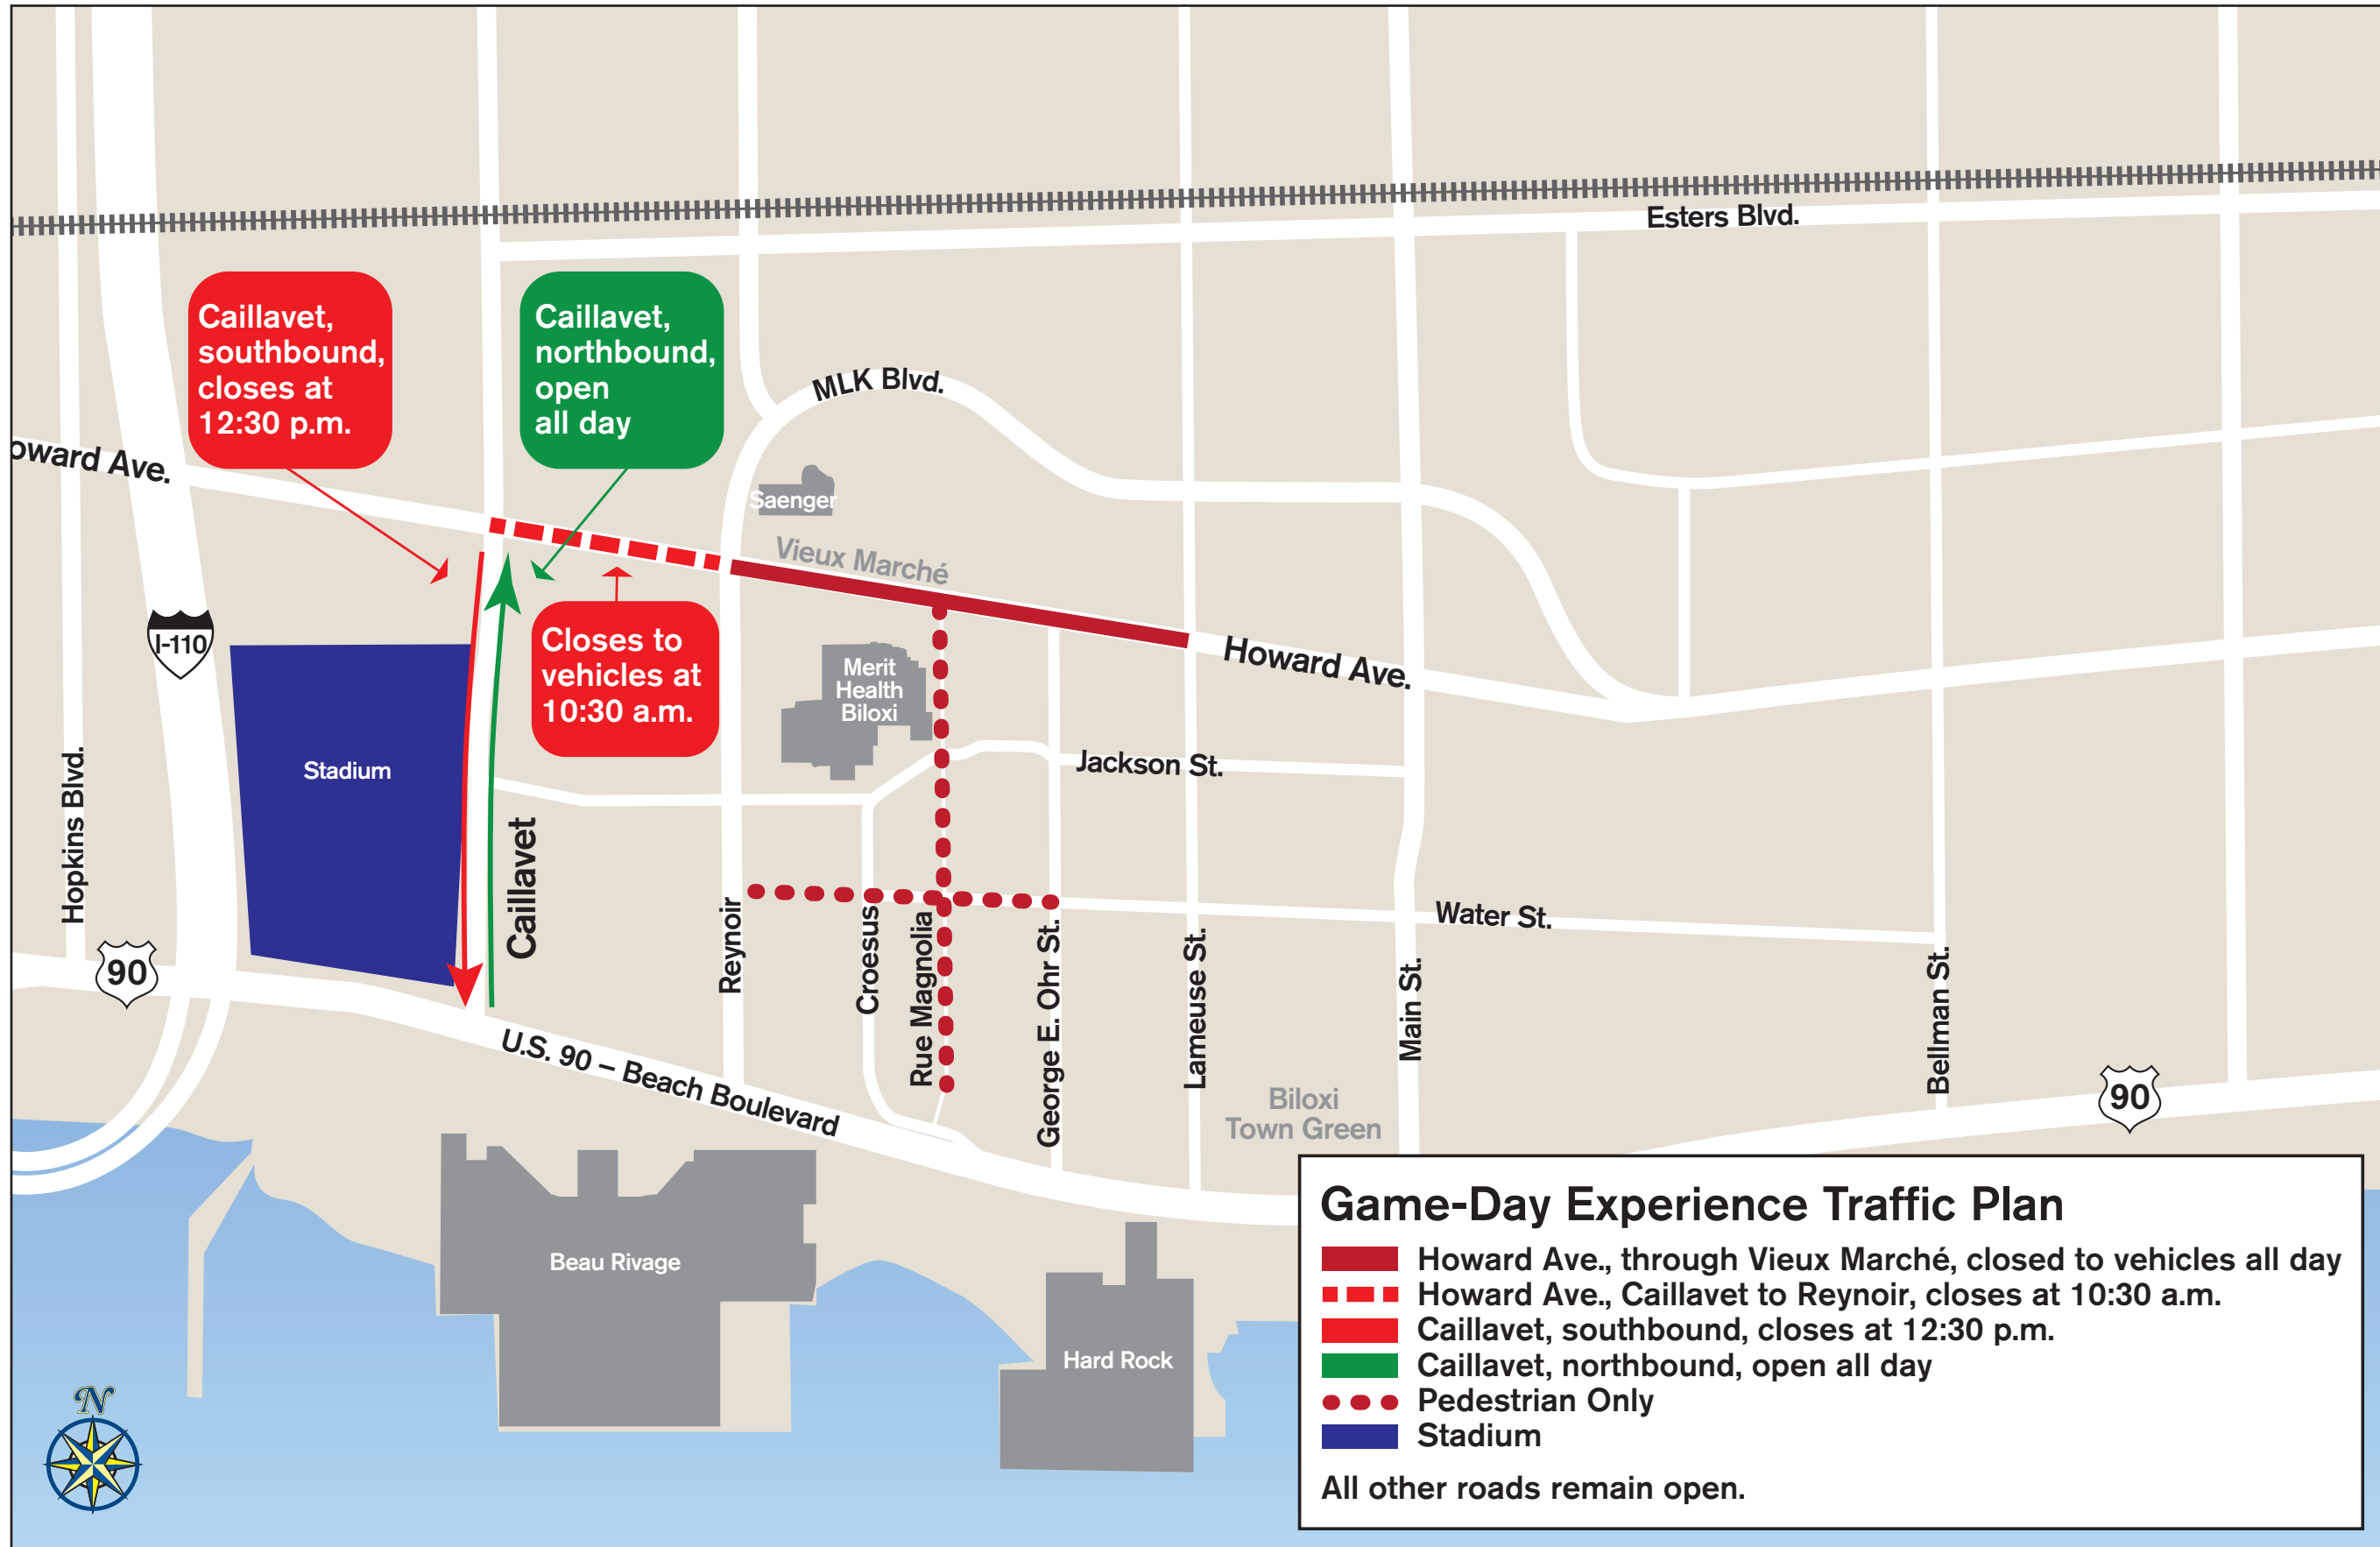 Esters Blvd.
Caillavet,
southbound,
closes at
12:30 p.m.
Caillavet,
northbound,
open
all day
MLK Blvd.
oward Ave.
Saenger
Vieux Marché
I-110
Closes to
vehicles at
10:30 a.m.
Merit
Health
Biloxi
Howard Ave.
Stadium
Jackson St.
Hopkins Blvd.
Caillavet
Reynoir
Croesus
Rue Magnolia
George E. Ohr St.
Lameuse St.
Main St.
Water St.
Bellman St.
90
U.S. 90 – Beach Boulevard
Biloxi
Town Green
90
Beau Rivage
Hard Rock
N
Game-Day Experience Traffic Plan
Howard Ave., through Vieux Marché, closed to vehicles all day
Howard Ave., Caillavet to Reynoir, closes at 10:30 a.m.
Caillavet, southbound, closes at 12:30 p.m.
Caillavet, northbound, open all day
Pedestrian Only
Stadium
All other roads remain open.